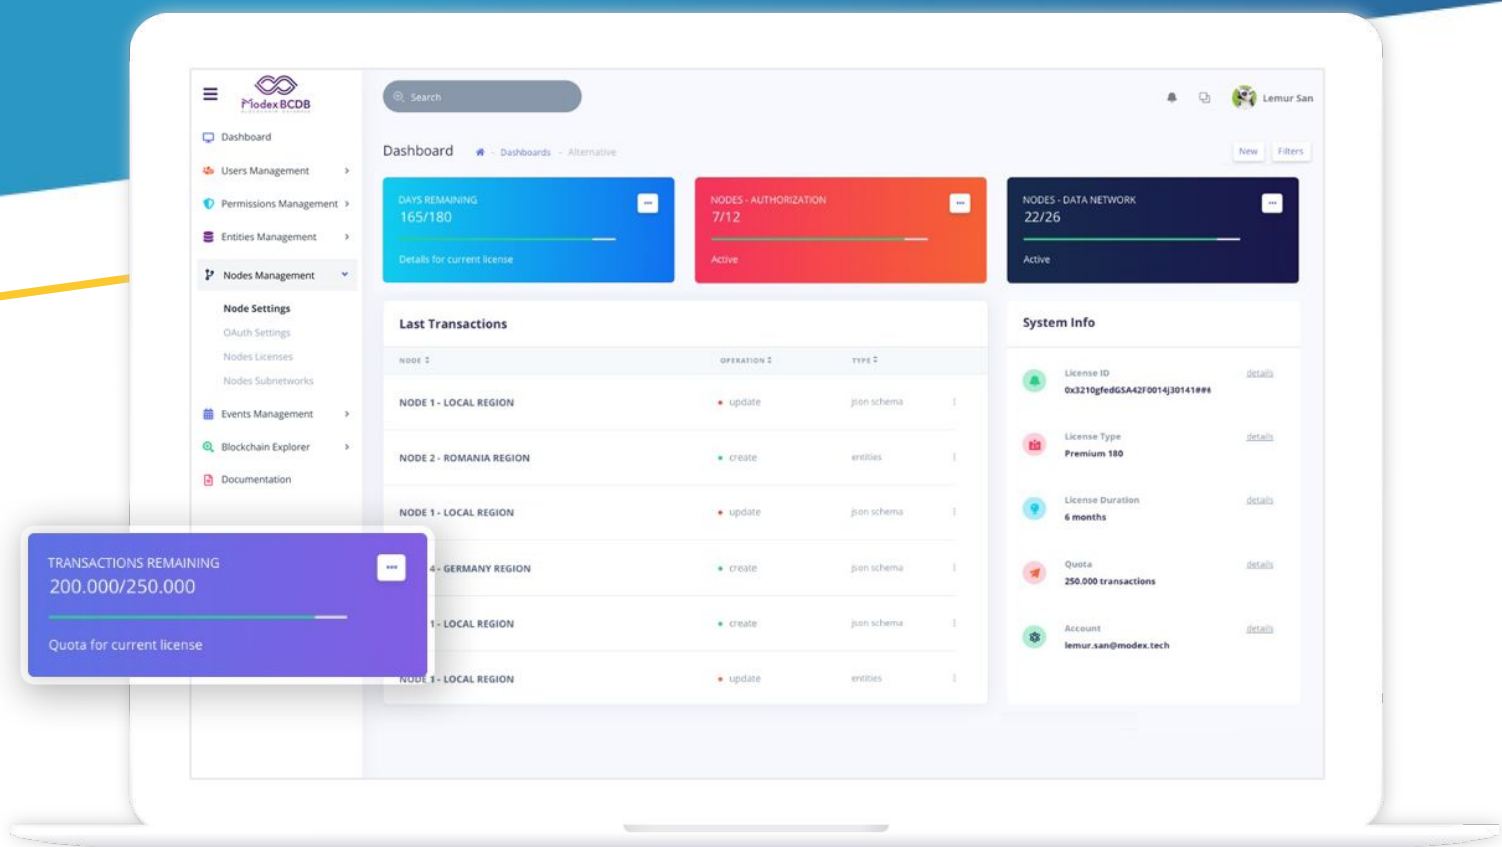 Modex BCDB
Search
Lemur San
Dashboard
Users Management
Permissions Management
Entities Management
Nodes Management
Node Settings
OAuth Settings
Nodes Licenses
Nodes Subnetworks
Events Management
Blockchain Explorer
Documentation
Dashboard - Dashboards - Alternative
New
Filters
DAYS REMAINING
165/180
Details for current license
NODES - AUTHORIZATION
7/12
Active
NODES - DATA NETWORK
22/26
Active
Last Transactions
NODE OPERATION TYPE
NODE 1 - LOCAL REGION update json schema
NODE 2 - ROMANIA REGION create entities
NODE 1 - LOCAL REGION update json schema
4 - GERMANY REGION create json schema
1 - LOCAL REGION create json schema
NODE 1 - LOCAL REGION update entities
System Info
License ID details
0x3210gfedGSA42F0014j30141###
License Type details
Premium 180
License Duration details
6 months
Quota details
250.000 transactions
Account details
lemur.san@modex.tech
TRANSACTIONS REMAINING
200.000/250.000
Quota for current license